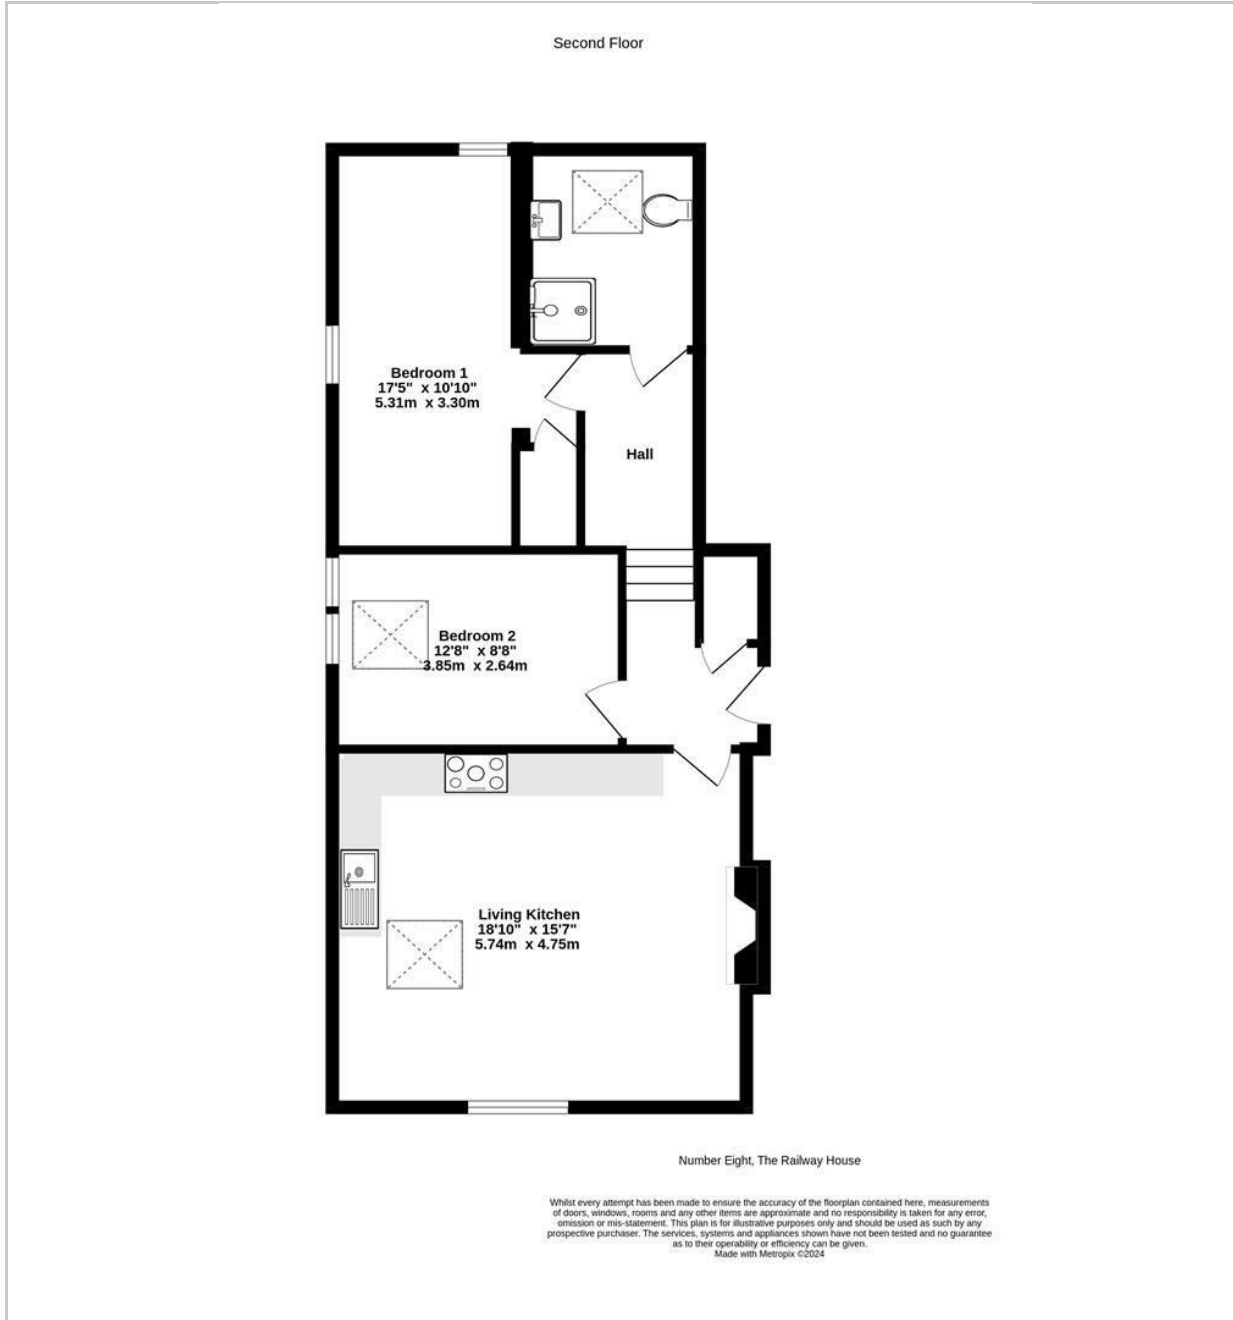 Second Floor
Bedroom 1
17'5" x 10'10"
5.31m x 3.30m
Hall
Bedroom 2
12'8" x 8'8"
3.85m x 2.64m
Living Kitchen
18'10" x 15'7"
5.74m x 4.75m
Number Eight, The Railway House
Whilst every attempt has been made to ensure the accuracy of the floorplan contained here, measurements
of doors, windows, rooms and any other items are approximate and no responsibility is taken for any error,
omission or mis-statement. This plan is for illustrative purposes only and should be used as such by any
prospective purchaser. The services, systems and appliances shown have not been tested and no guarantee
as to their operability or efficiency can be given.
Made with Metropix ©2024